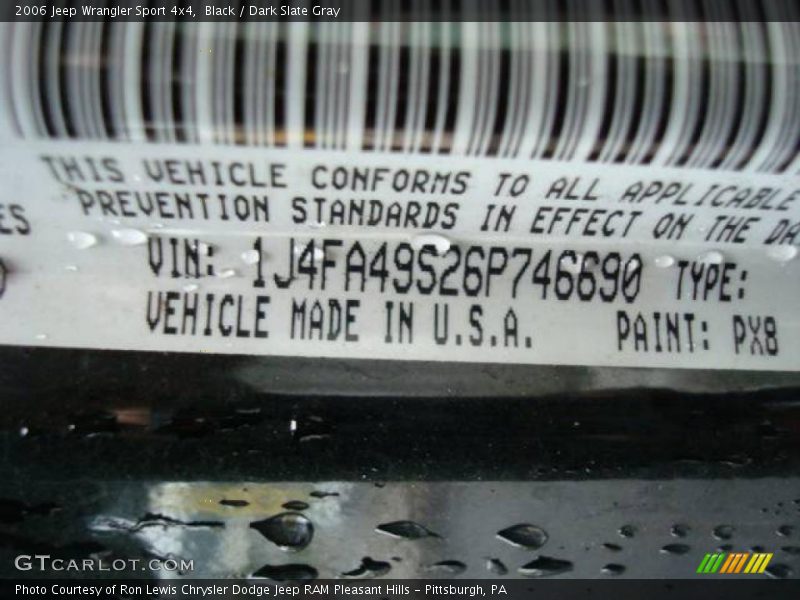 2006 Jeep Wrangler Sport 4x4, Black / Dark Slate Gray
THIS VEHICLE CONFORMS TO ALL APPLICABLE
PREVENTION STANDARDS IN EFFECT ON THE DA
ES
VIN: 1J4FA49S26P746690 TYPE:
VEHICLE MADE IN U.S.A. PAINT: PX8
GTCARLOT.COM
Photo Courtesy of Ron Lewis Chrysler Dodge Jeep RAM Pleasant Hills – Pittsburgh, PA